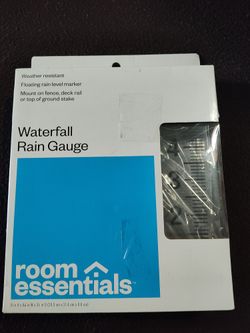 Weather resistant
Floating rain level marker
Mount on fence, deck rail
or top of ground stake
Waterfall
Rain Gauge
room
essentials